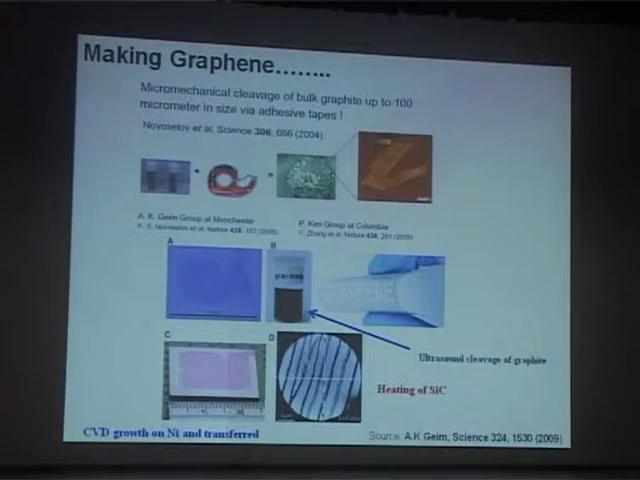 Making Graphene........
Micromechanical cleavage of bulk graphite up to 100
micrometer in size via adhesive tapes !
Novoselov et al, Science 306, 666 (2004)
A. K. Geim Group at Manchester
P. Kim Group at Columbia
A
B
Ultrasound cleavage of graphite
C
D
Heating of SiC
CVD growth on Ni and transferred
Source: A.K Geim, Science 324, 1530 (2009)